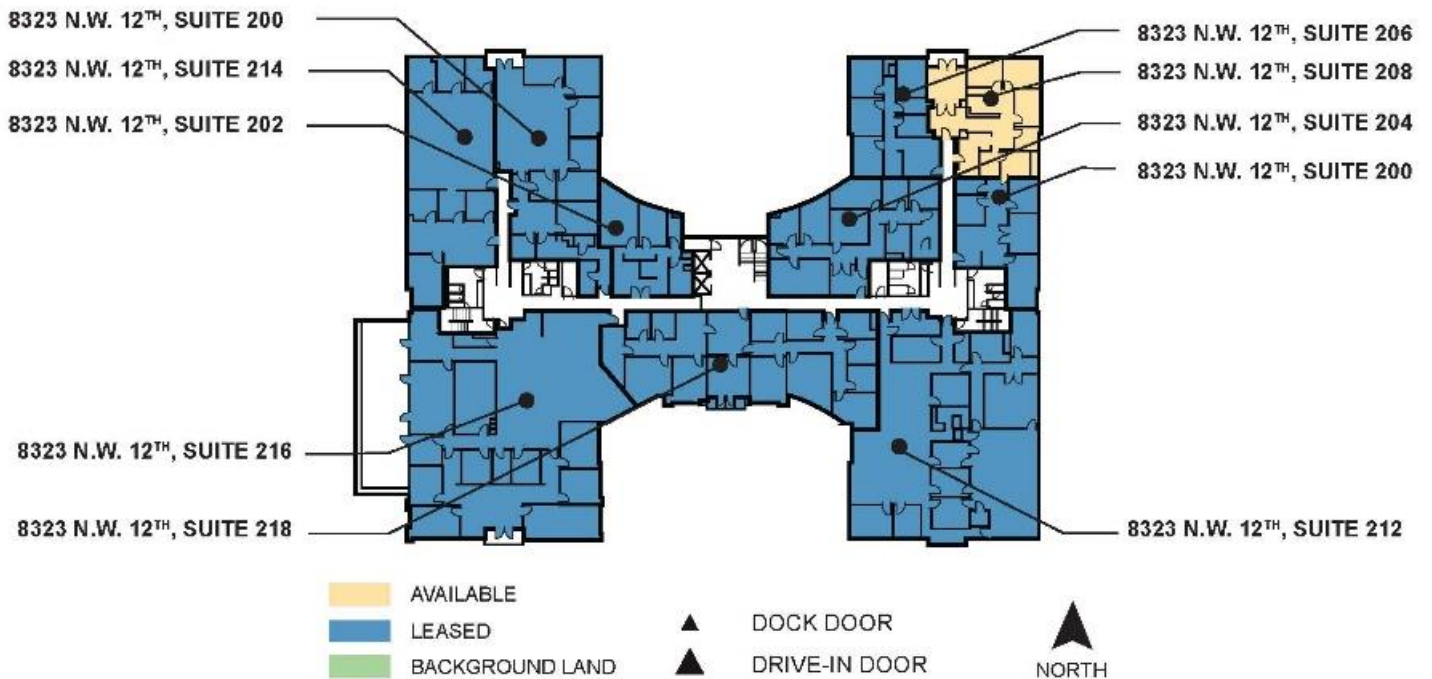 8323 N.W. 12TH, SUITE 200
8323 N.W. 12TH, SUITE 214
8323 N.W. 12TH, SUITE 202
8323 N.W. 12TH, SUITE 206
8323 N.W. 12TH, SUITE 208
8323 N.W. 12TH, SUITE 204
8323 N.W. 12TH, SUITE 200
8323 N.W. 12TH, SUITE 216
8323 N.W. 12TH, SUITE 218
8323 N.W. 12TH, SUITE 212
AVAILABLE
LEASED
BACKGROUND LAND
DOCK DOOR
DRIVE-IN DOOR
NORTH